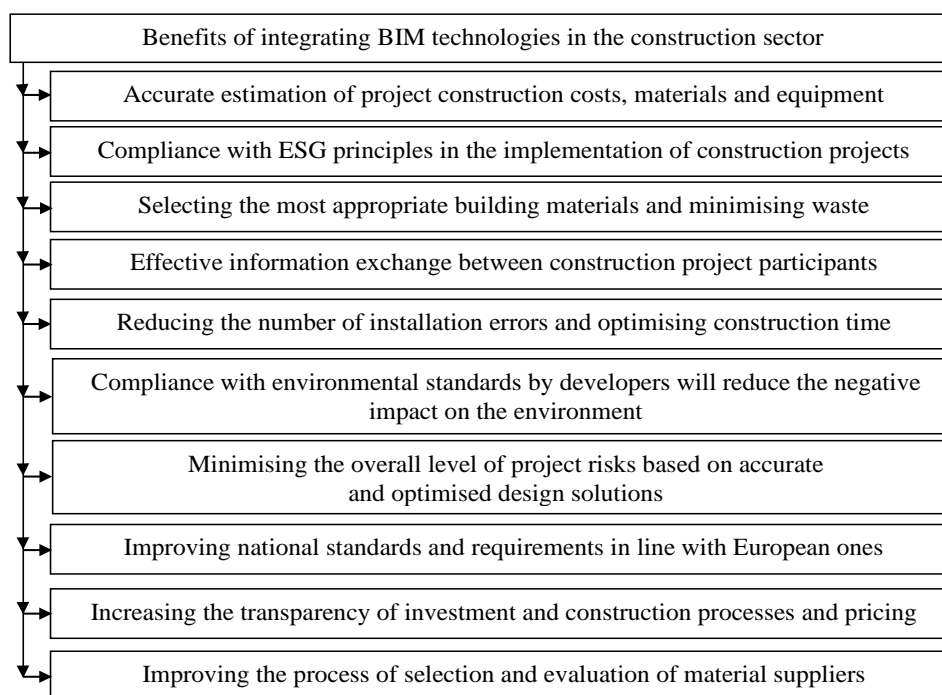 Benefits of integrating BIM technologies in the construction sector
Accurate estimation of project construction costs, materials and equipment
Compliance with ESG principles in the implementation of construction projects
Selecting the most appropriate building materials and minimising waste
Effective information exchange between construction project participants
Reducing the number of installation errors and optimising construction time
Compliance with environmental standards by developers will reduce the negative
impact on the environment
Minimising the overall level of project risks based on accurate
and optimised design solutions
Improving national standards and requirements in line with European ones
Increasing the transparency of investment and construction processes and pricing
Improving the process of selection and evaluation of material suppliers